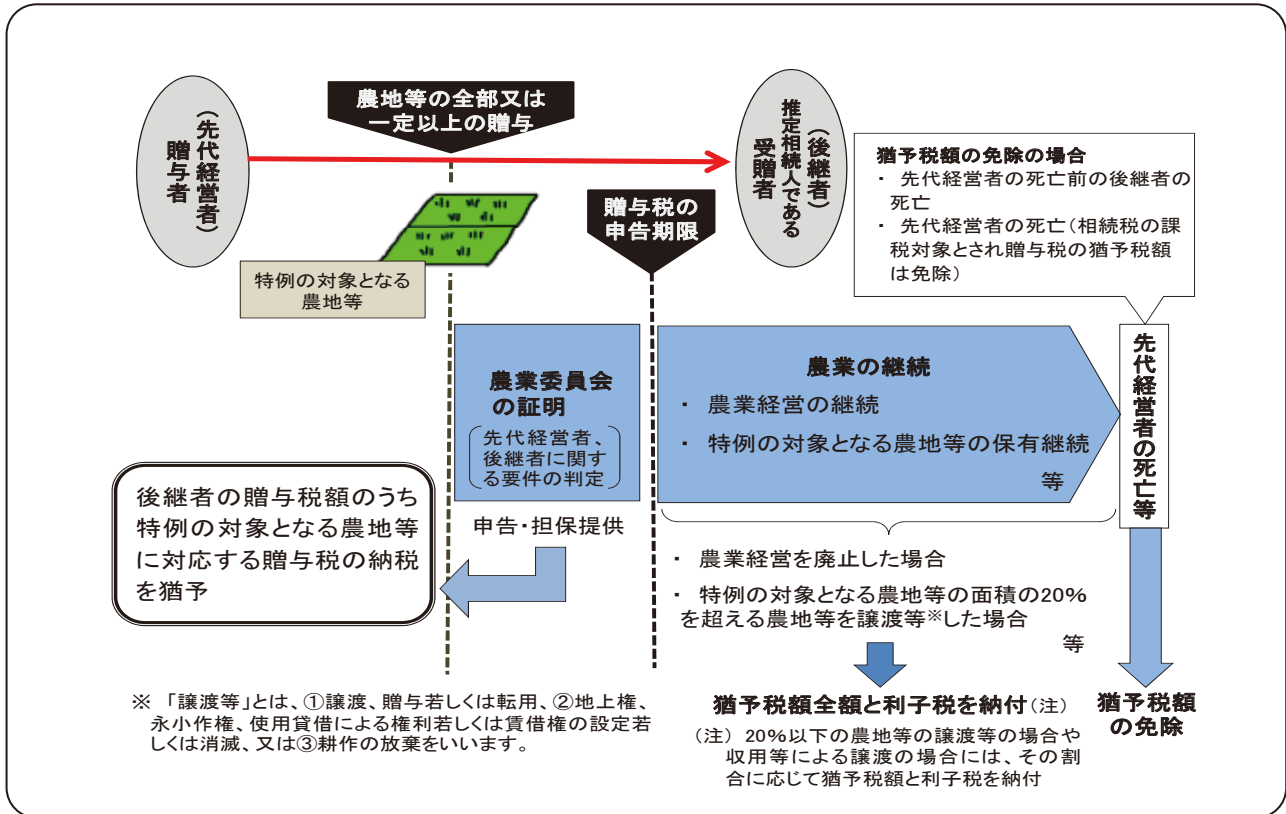 (先代経営者)
贈与者
農地等の全部又は
一定以上の贈与
(後継者)
推定相続人である
受贈者
特例の対象となる
農地等
贈与税の
申告期限
猶予税額の免除の場合
・ 先代経営者の死亡前の後継者の
死亡
・ 先代経営者の死亡(相続税の課
税対象とされ贈与税の猶予税額
は免除)
農業委員会
の証明
先代経営者、
後継者に関す
る要件の判定
申告・担保提供
後継者の贈与税額のうち
特例の対象となる農地等
に対応する贈与税の納税
を猶予
農業の継続
・ 農業経営の継続
・ 特例の対象となる農地等の保有継続
等
先代経営者の死亡等
・ 農業経営を廃止した場合
・ 特例の対象となる農地等の面積の20%
を超える農地等を譲渡等※した場合
等
猶予税額全額と利子税を納付(注)
(注) 20%以下の農地等の譲渡等の場合や
収用等による譲渡の場合には、その割
合に応じて猶予税額と利子税を納付
猶予税額
の免除
※ 「譲渡等」とは、①譲渡、贈与若しくは転用、②地上権、
永小作権、使用貸借による権利若しくは賃借権の設定若
しくは消滅、又は③耕作の放棄をいいます。